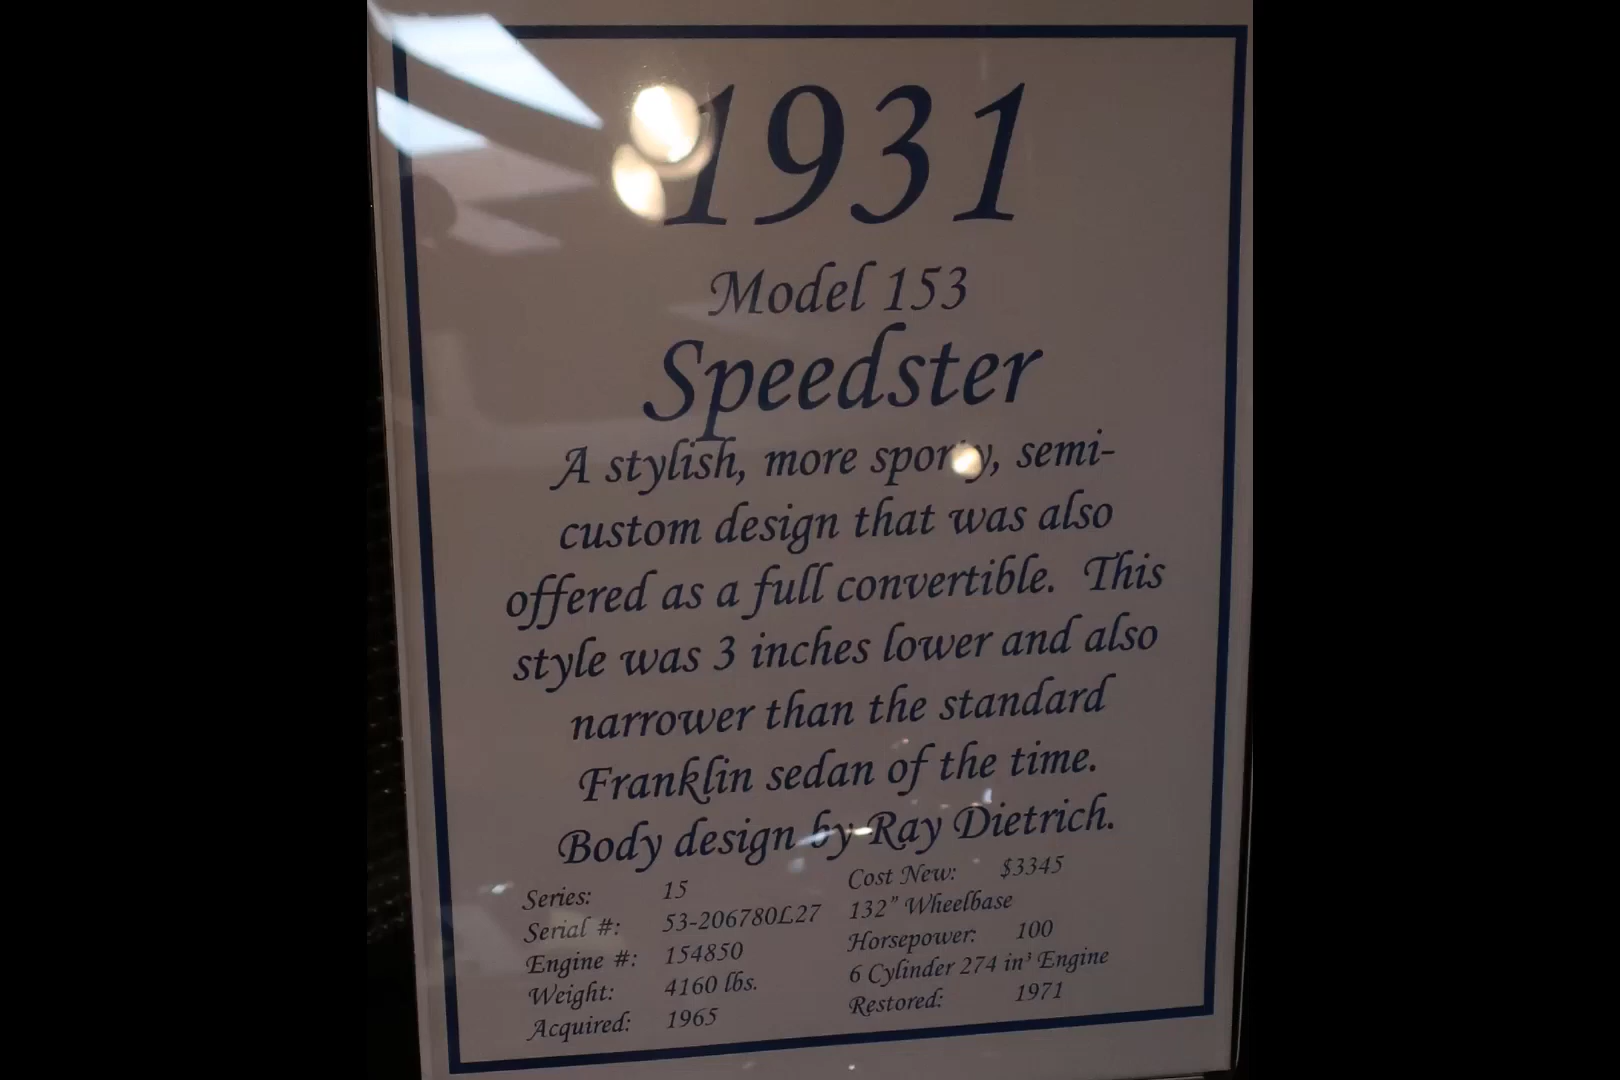 1931
Model 153
Speedster
A stylish, more sporty, semi-
custom design that was also
offered as a full convertible. This
style was 3 inches lower and also
narrower than the standard
Franklin sedan of the time.
Body design by Ray Dietrich.
Series: 15
Serial #: 53-206780L27
Engine #: 154850
Weight: 4160 lbs.
Acquired: 1965
Cost New: $3345
132” Wheelbase
Horsepower: 100
6 Cylinder 274 in³ Engine
Restored: 1971